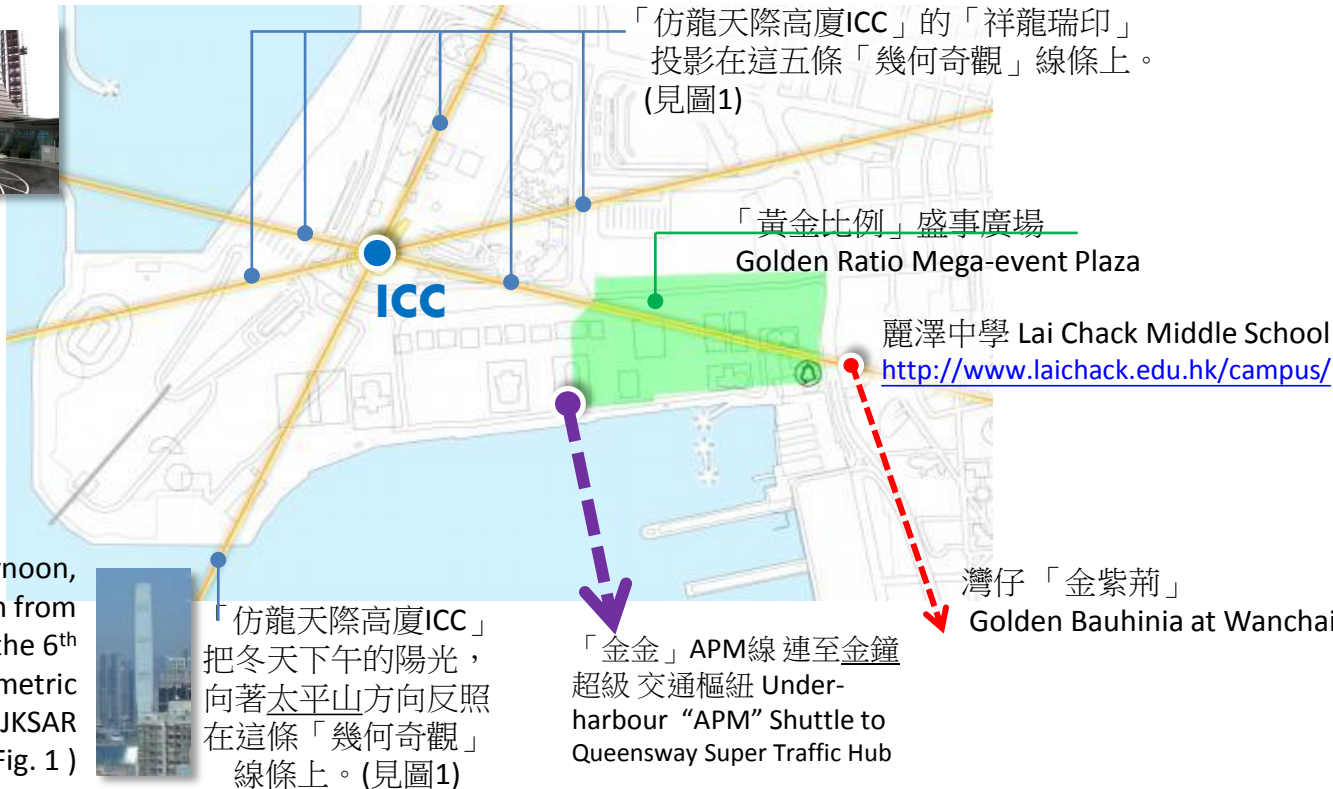 「仿龍天際高廈ICC」的「祥龍瑞印」
投影在這五條「幾何奇觀」線條上。
(見圖1)
「黃金比例」盛事廣場
Golden Ratio Mega-event Plaza
ICC
麗澤中學 Lai Chack Middle School
http://www.laichack.edu.hk/campus/
灣仔「金紫荊」
Golden Bauhinia at Wanchai
noon,
from
the 6th
metric
JKSAR
Fig. 1 )
「仿龍天際高廈ICC」
把冬天下午的陽光，
向著太平山方向反照
在這條「幾何奇觀」
線條上。(見圖1)
「金金」APM線 連至金鐘
超級 交通樞紐 Under-
harbour “APM” Shuttle to
Queensway Super Traffic Hub